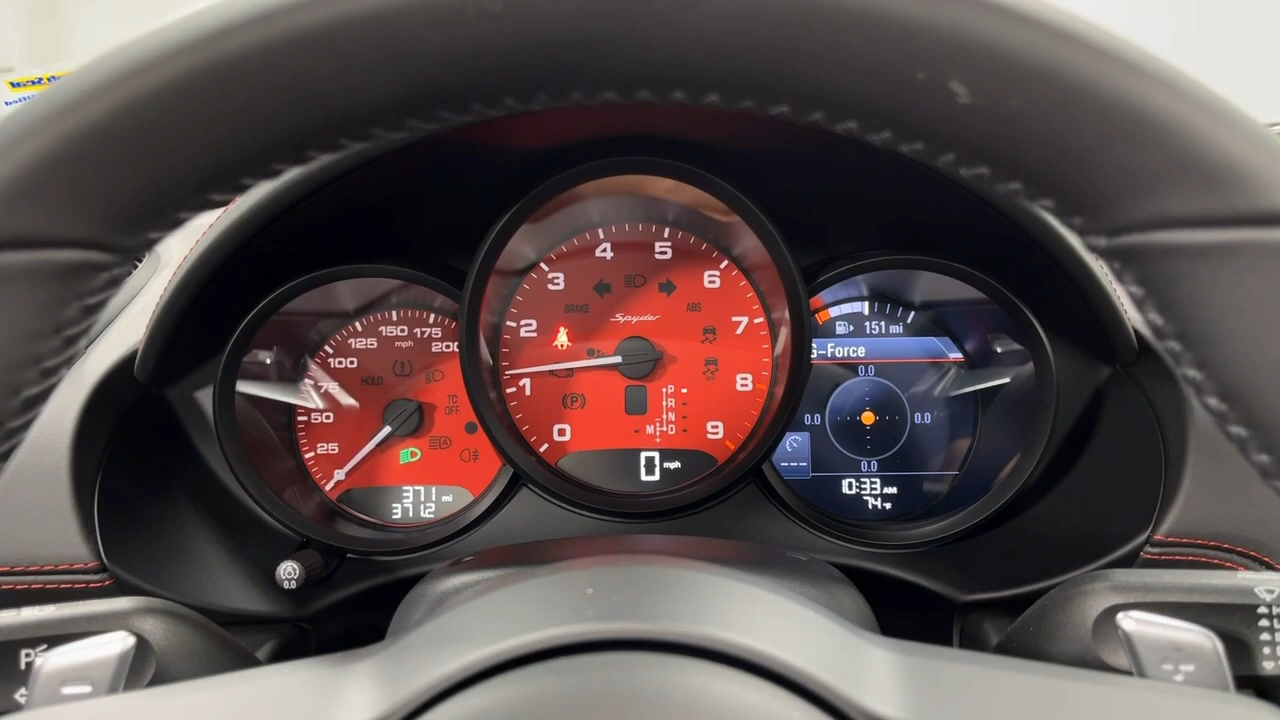 150 175
125 mph 200
100
75
50
25
HOLD
TC
OFF
371 mi
371.2
0.0
4 5
3 6
2 7
1 8
0 9
BRAKE ABS
Spyder
P
R
N
M D
+
-
0 mph
151 mi
G-Force
0.0
0.0 0.0
0.0
---
10:33 AM
74°F
P